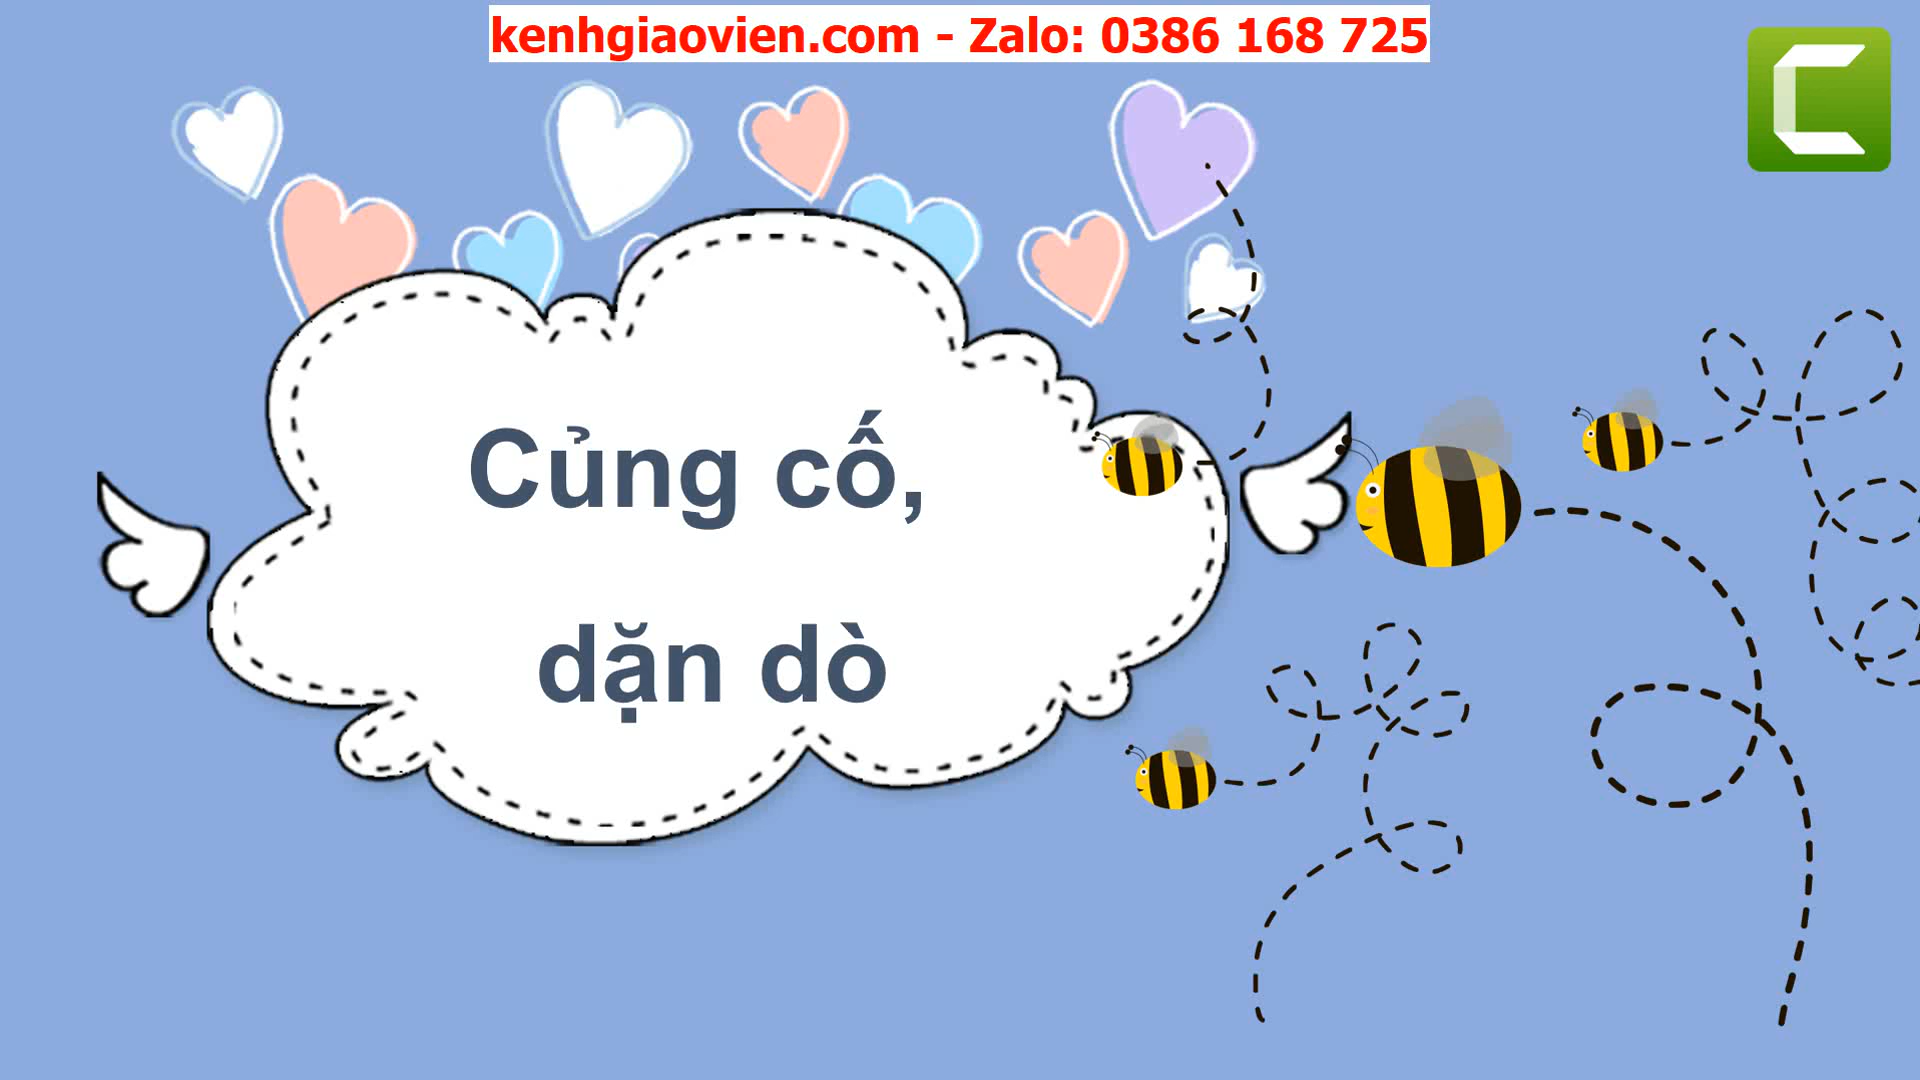 kenhgiaovien.com - Zalo: 0386 168 725
Củng cố,
dặn dò